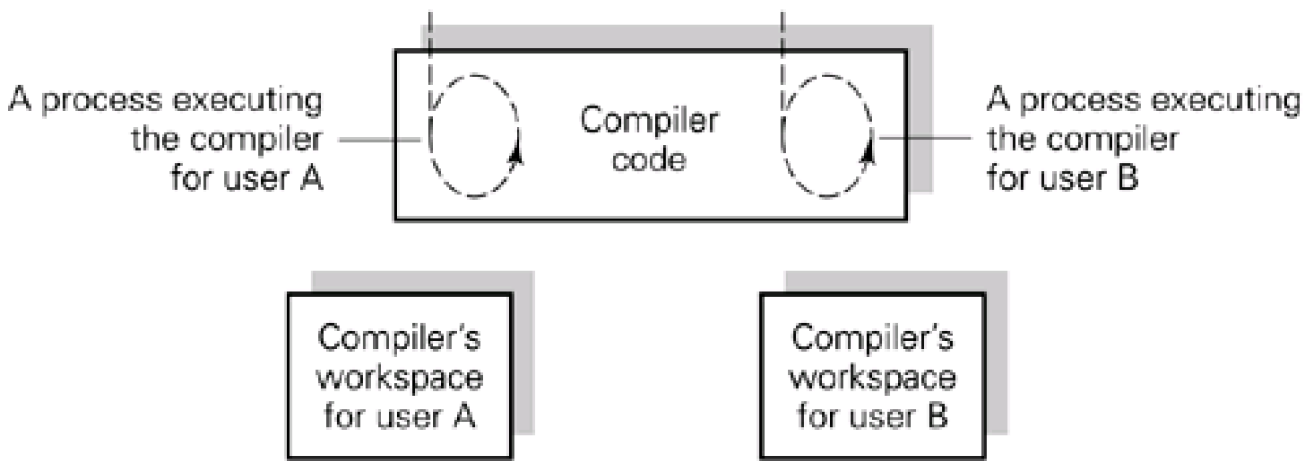 A process executing
the compiler
for user A
Compiler
code
A process executing
the compiler
for user B
Compiler's
workspace
for user A
Compiler's
workspace
for user B